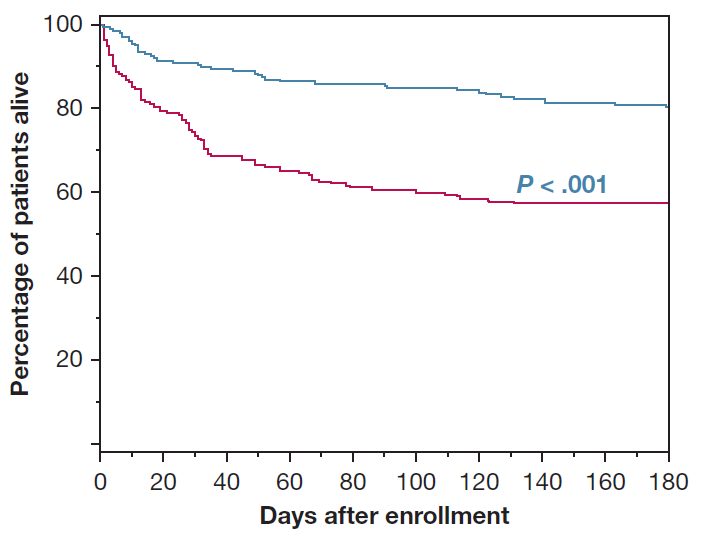 Percentage of patients alive
100
80
60
40
20
P < .001
0 20 40 60 80 100 120 140 160 180
Days after enrollment